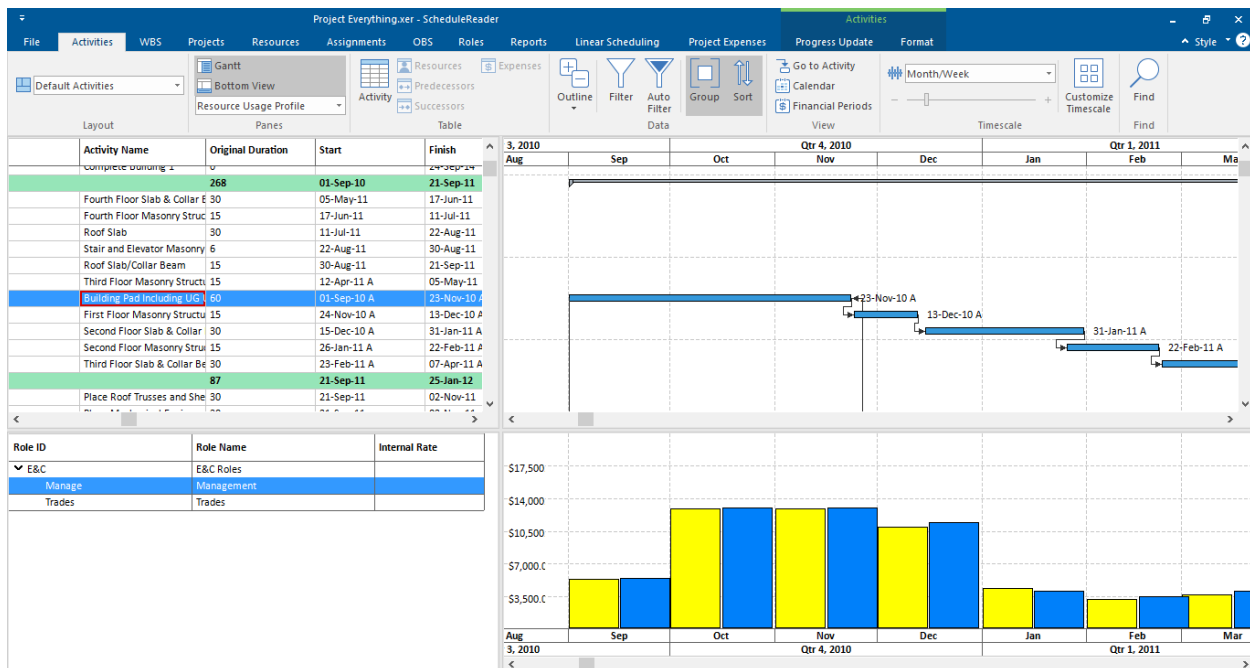 Project Everything.xer - ScheduleReader
Activities
File Activities WBS Projects Resources Assignments OBS Roles Reports Linear Scheduling Project Expenses Progress Update Format Style
Default Activities
Layout
Gantt
Bottom View
Resource Usage Profile
Panes
Activity
Resources Expenses
Predecessors
Successors
Table
Outline Filter Auto Filter Group Sort
Data
Go to Activity
Calendar
Financial Periods
View
Month/Week
Customize Timescale
Timescale
Find
Find
Activity Name Original Duration Start Finish
Complete Building 1 0 24-Sep-14
268 01-Sep-10 21-Sep-11
Fourth Floor Slab & Collar 30 05-May-11 17-Jun-11
Fourth Floor Masonry Struc 15 17-Jun-11 11-Jul-11
Roof Slab 30 11-Jul-11 22-Aug-11
Stair and Elevator Masonry 6 22-Aug-11 30-Aug-11
Roof Slab/Collar Beam 15 30-Aug-11 21-Sep-11
Third Floor Masonry Struct 15 12-Apr-11 A 05-May-11
Building Pad Including UG 60 01-Sep-10 A 23-Nov-10 A
First Floor Masonry Structu 15 24-Nov-10 A 13-Dec-10 A
Second Floor Slab & Collar 30 15-Dec-10 A 31-Jan-11 A
Second Floor Masonry Stru 15 26-Jan-11 A 22-Feb-11 A
Third Floor Slab & Collar Be 30 23-Feb-11 A 07-Apr-11 A
87 21-Sep-11 25-Jan-12
Place Roof Trusses and She 30 21-Sep-11 02-Nov-11
3, 2010 Qtr 4, 2010 Qtr 1, 2011
Aug Sep Oct Nov Dec Jan Feb Ma
23-Nov-10 A
13-Dec-10 A
31-Jan-11 A
22-Feb-11 A
Role ID Role Name Internal Rate
E&C E&C Roles
Manage Management
Trades Trades
$17,500
$14,000
$10,500
$7,000.0
$3,500.0
Aug Sep Oct Nov Dec Jan Feb Mar
3, 2010 Qtr 4, 2010 Qtr 1, 2011